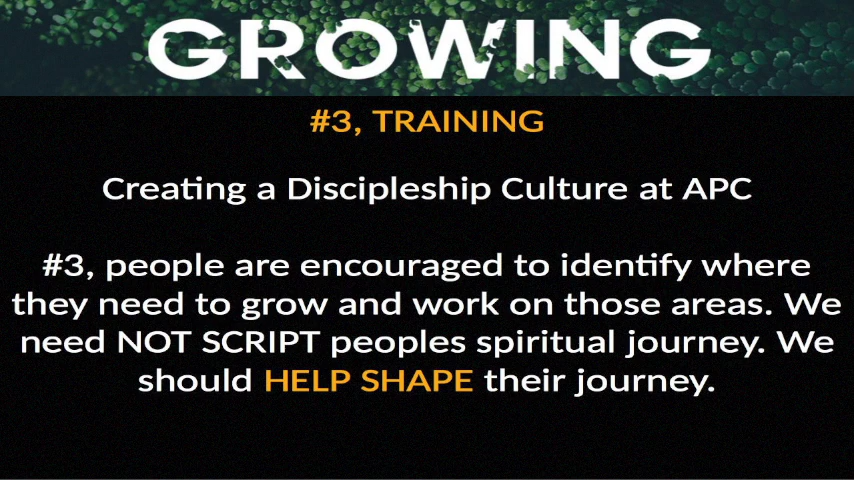 GROWING
#3, TRAINING
Creating a Discipleship Culture at APC
#3, people are encouraged to identify where
they need to grow and work on those areas. We
need NOT SCRIPT peoples spiritual journey. We
should HELP SHAPE their journey.